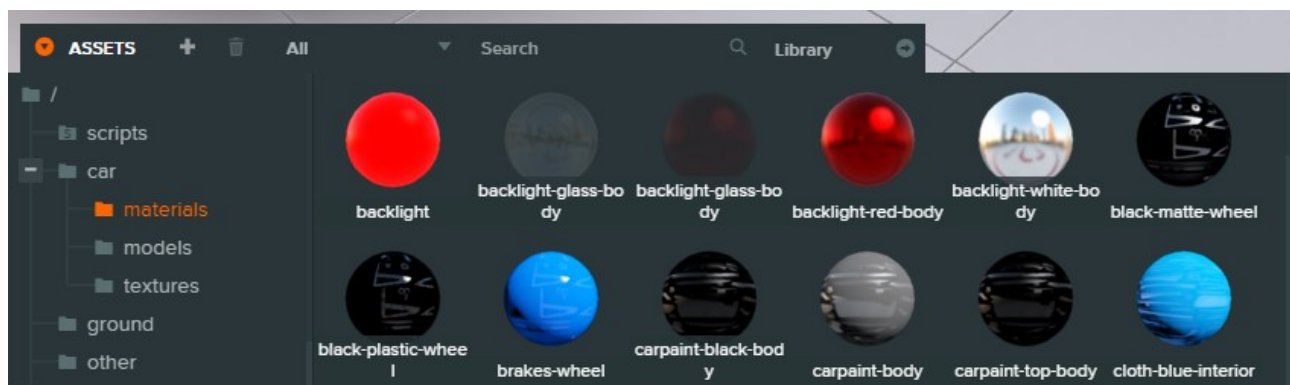 ASSETS
All
Search
Library
/
scripts
car
materials
models
textures
ground
other
backlight
backlight-glass-bo
dy
backlight-glass-bo
dy
backlight-red-body
backlight-white-bo
dy
black-matte-wheel
black-plastic-whee
l
brakes-wheel
carpaint-black-bod
y
carpaint-body
carpaint-top-body
cloth-blue-interior